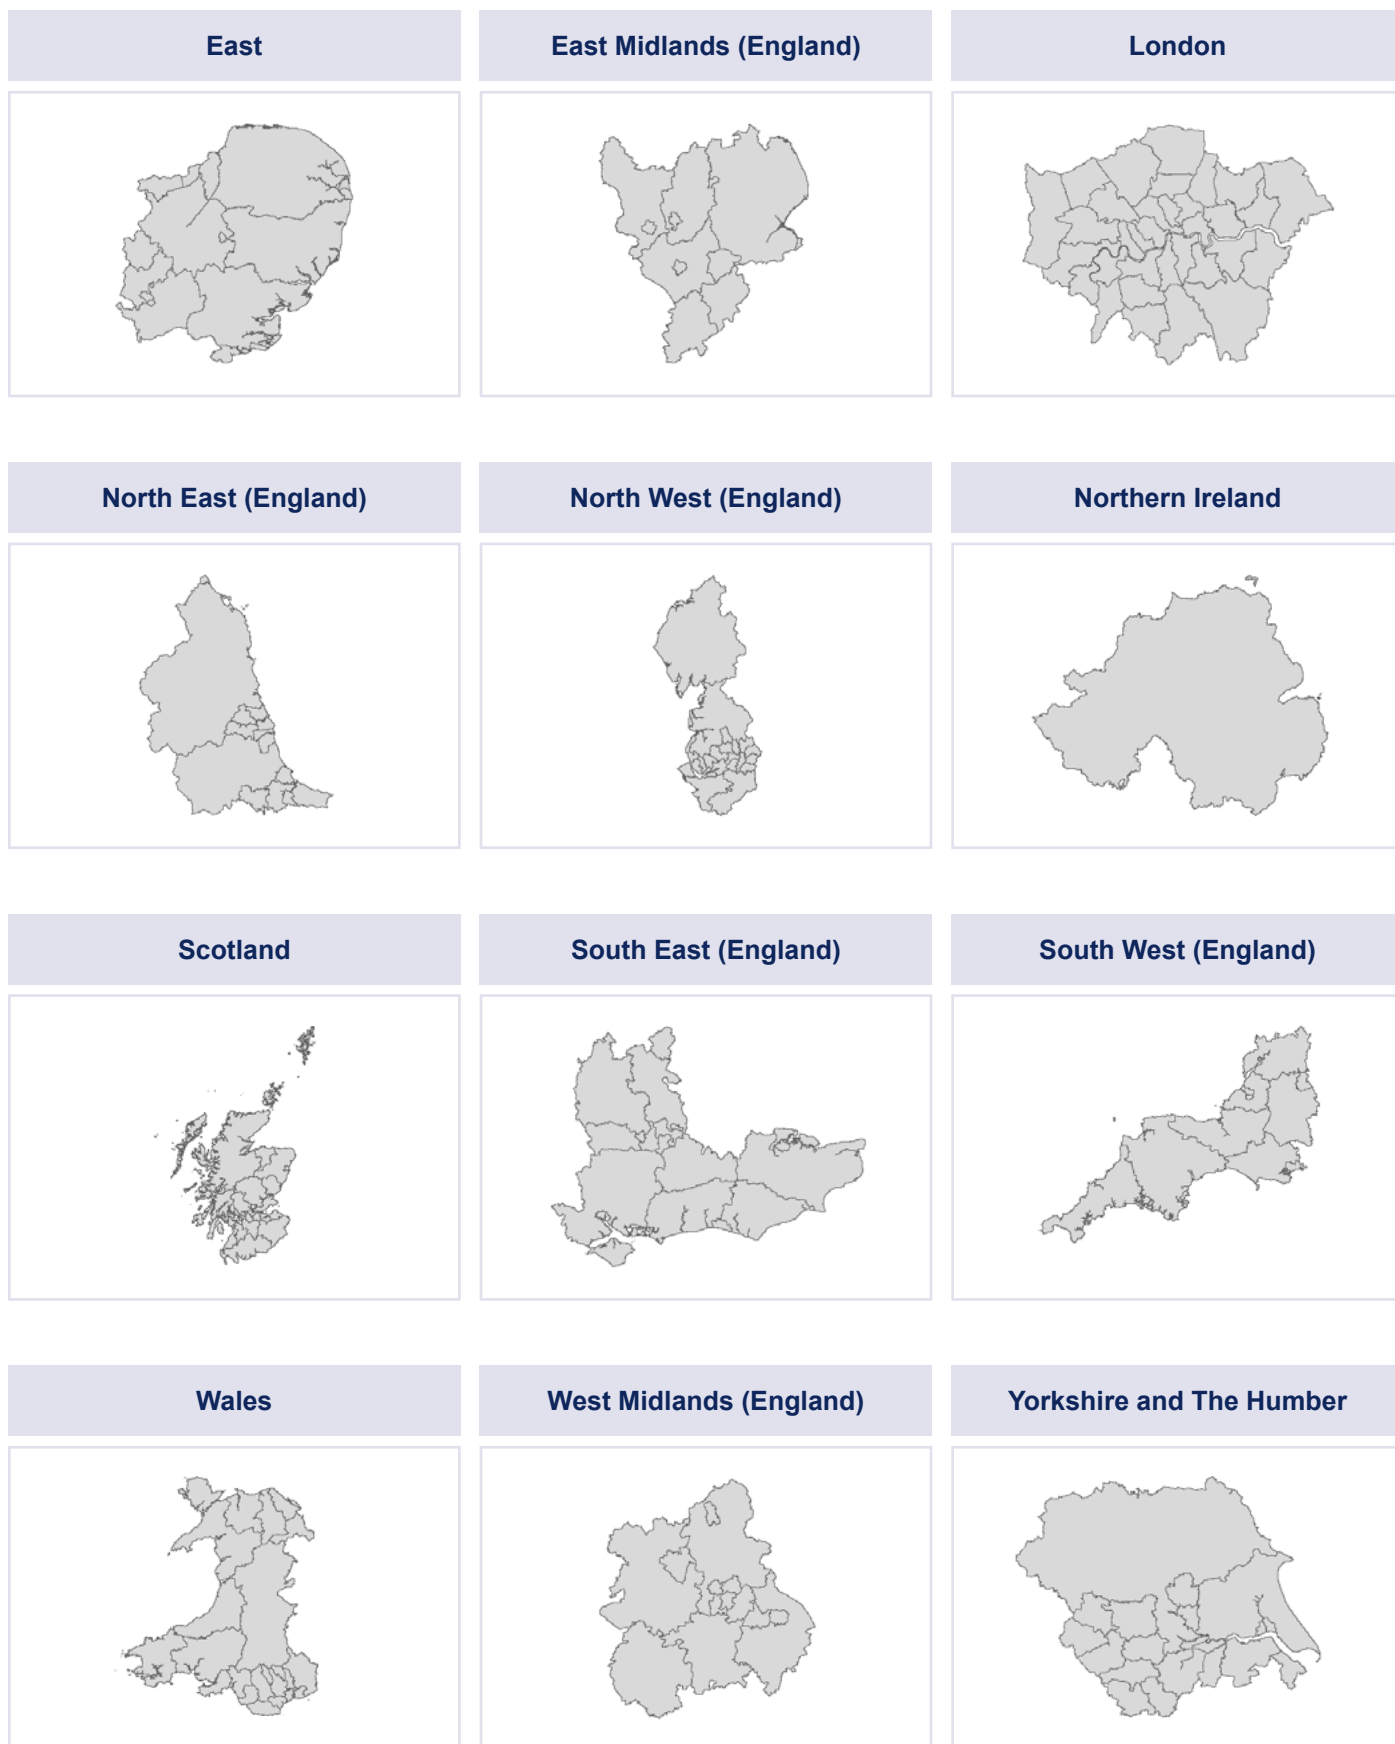 East
East Midlands (England)
London
North East (England)
North West (England)
Northern Ireland
Scotland
South East (England)
South West (England)
Wales
West Midlands (England)
Yorkshire and The Humber